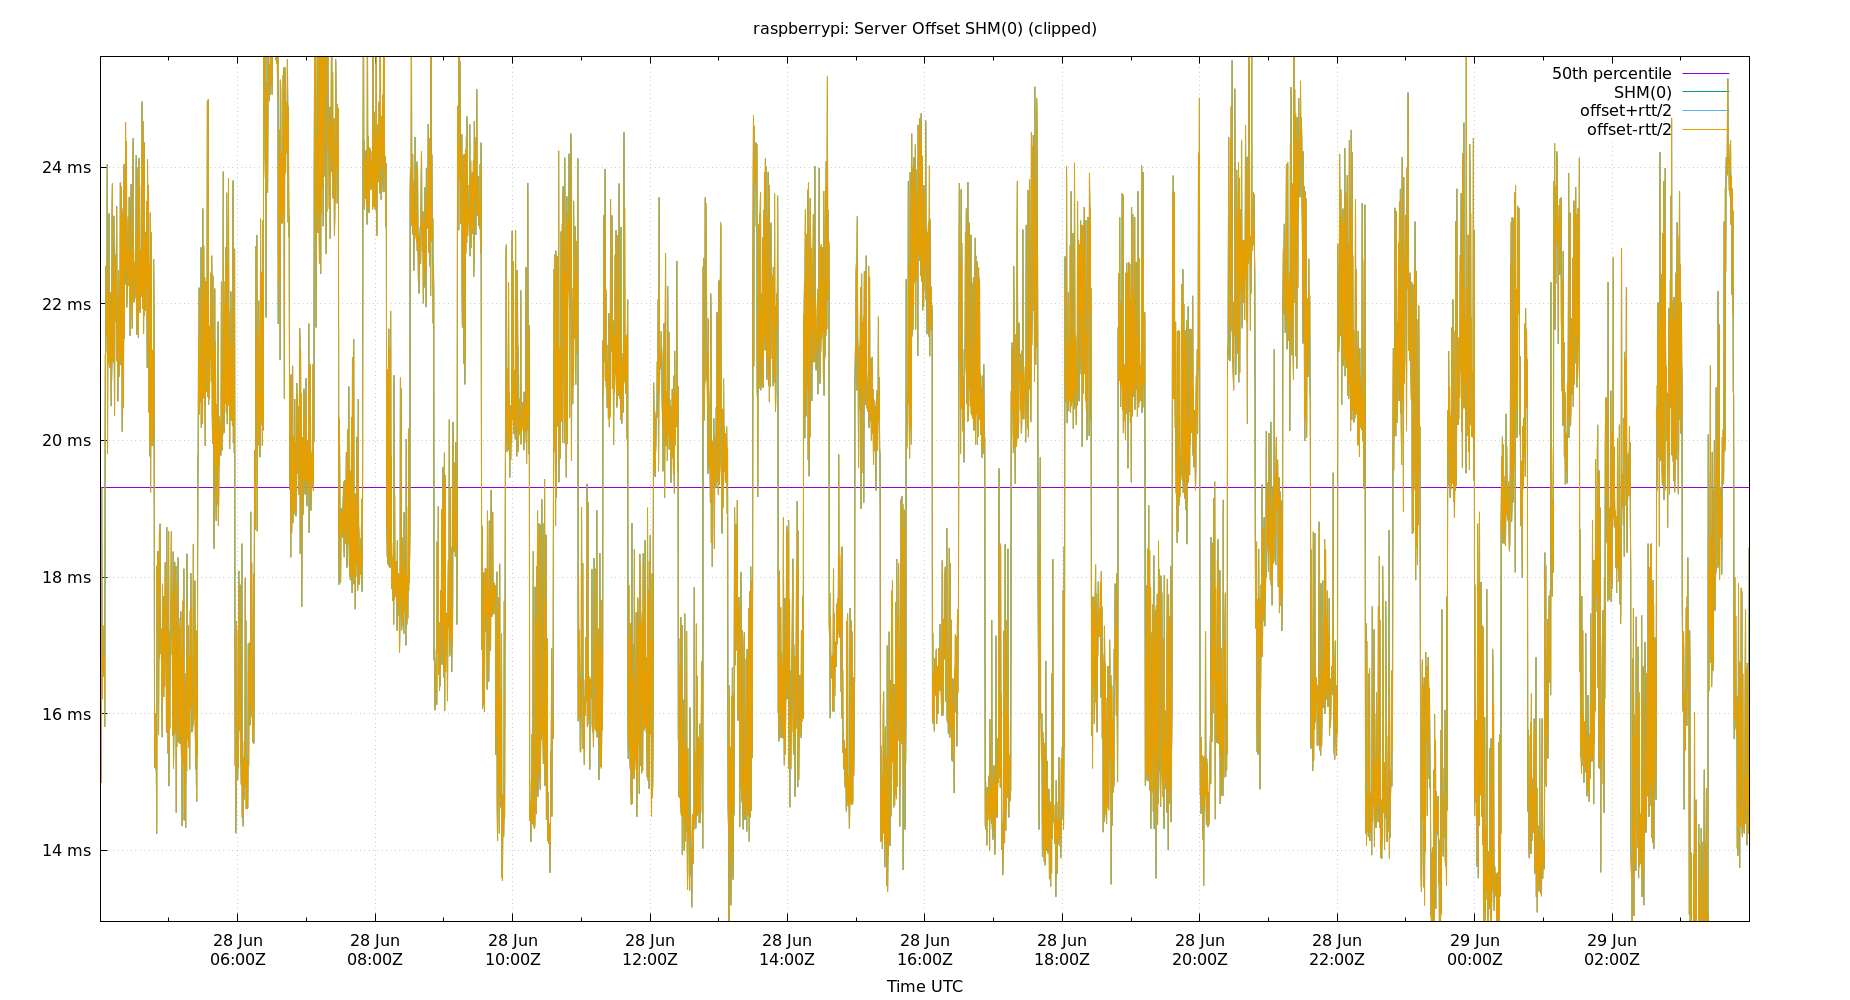 raspberrypi: Server Offset SHM(0) (clipped)
50th percentile
SHM(0)
offset+rtt/2
offset-rtt/2
24 ms
22 ms
20 ms
18 ms
16 ms
14 ms
28 Jun 28 Jun 28 Jun 28 Jun 28 Jun 28 Jun 28 Jun 28 Jun 28 Jun 29 Jun 29 Jun
06:00Z 08:00Z 10:00Z 12:00Z 14:00Z 16:00Z 18:00Z 20:00Z 22:00Z 00:00Z 02:00Z
Time UTC